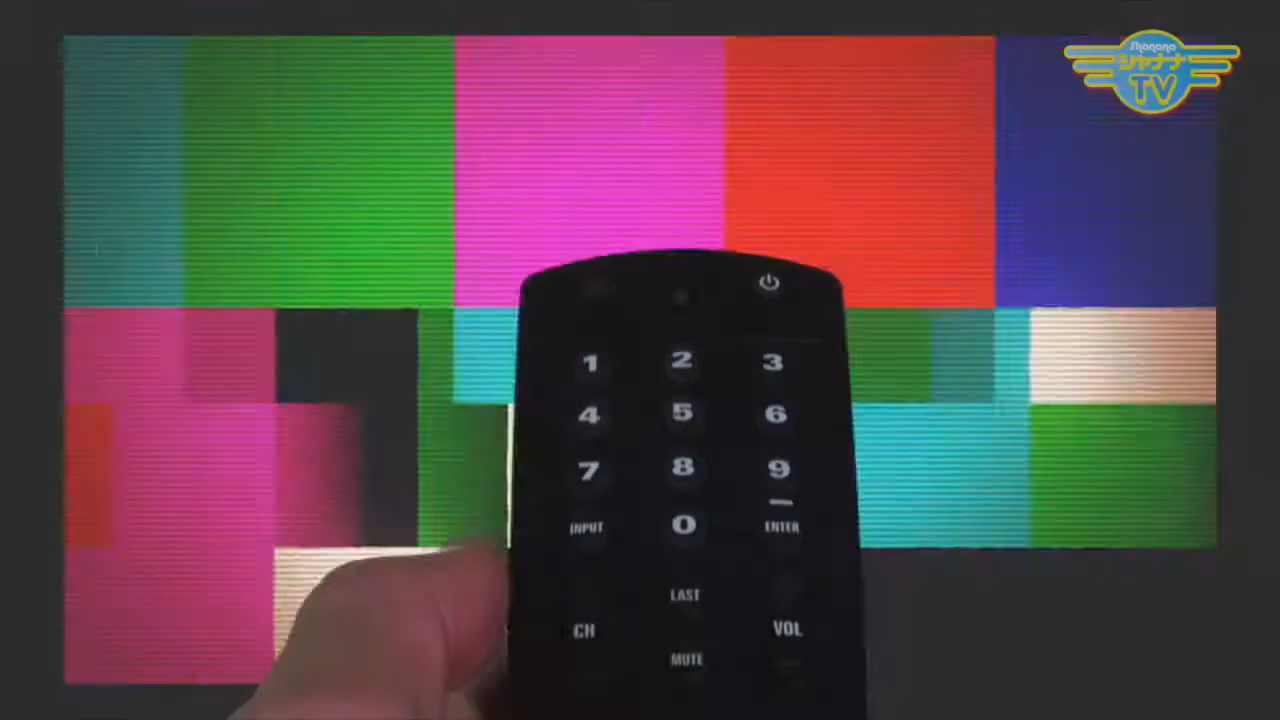 Shanana
シャナナ
TV
1 2 3
4 5 6
7 8 9
INPUT 0 ENTER
LAST
CH VOL
MUTE